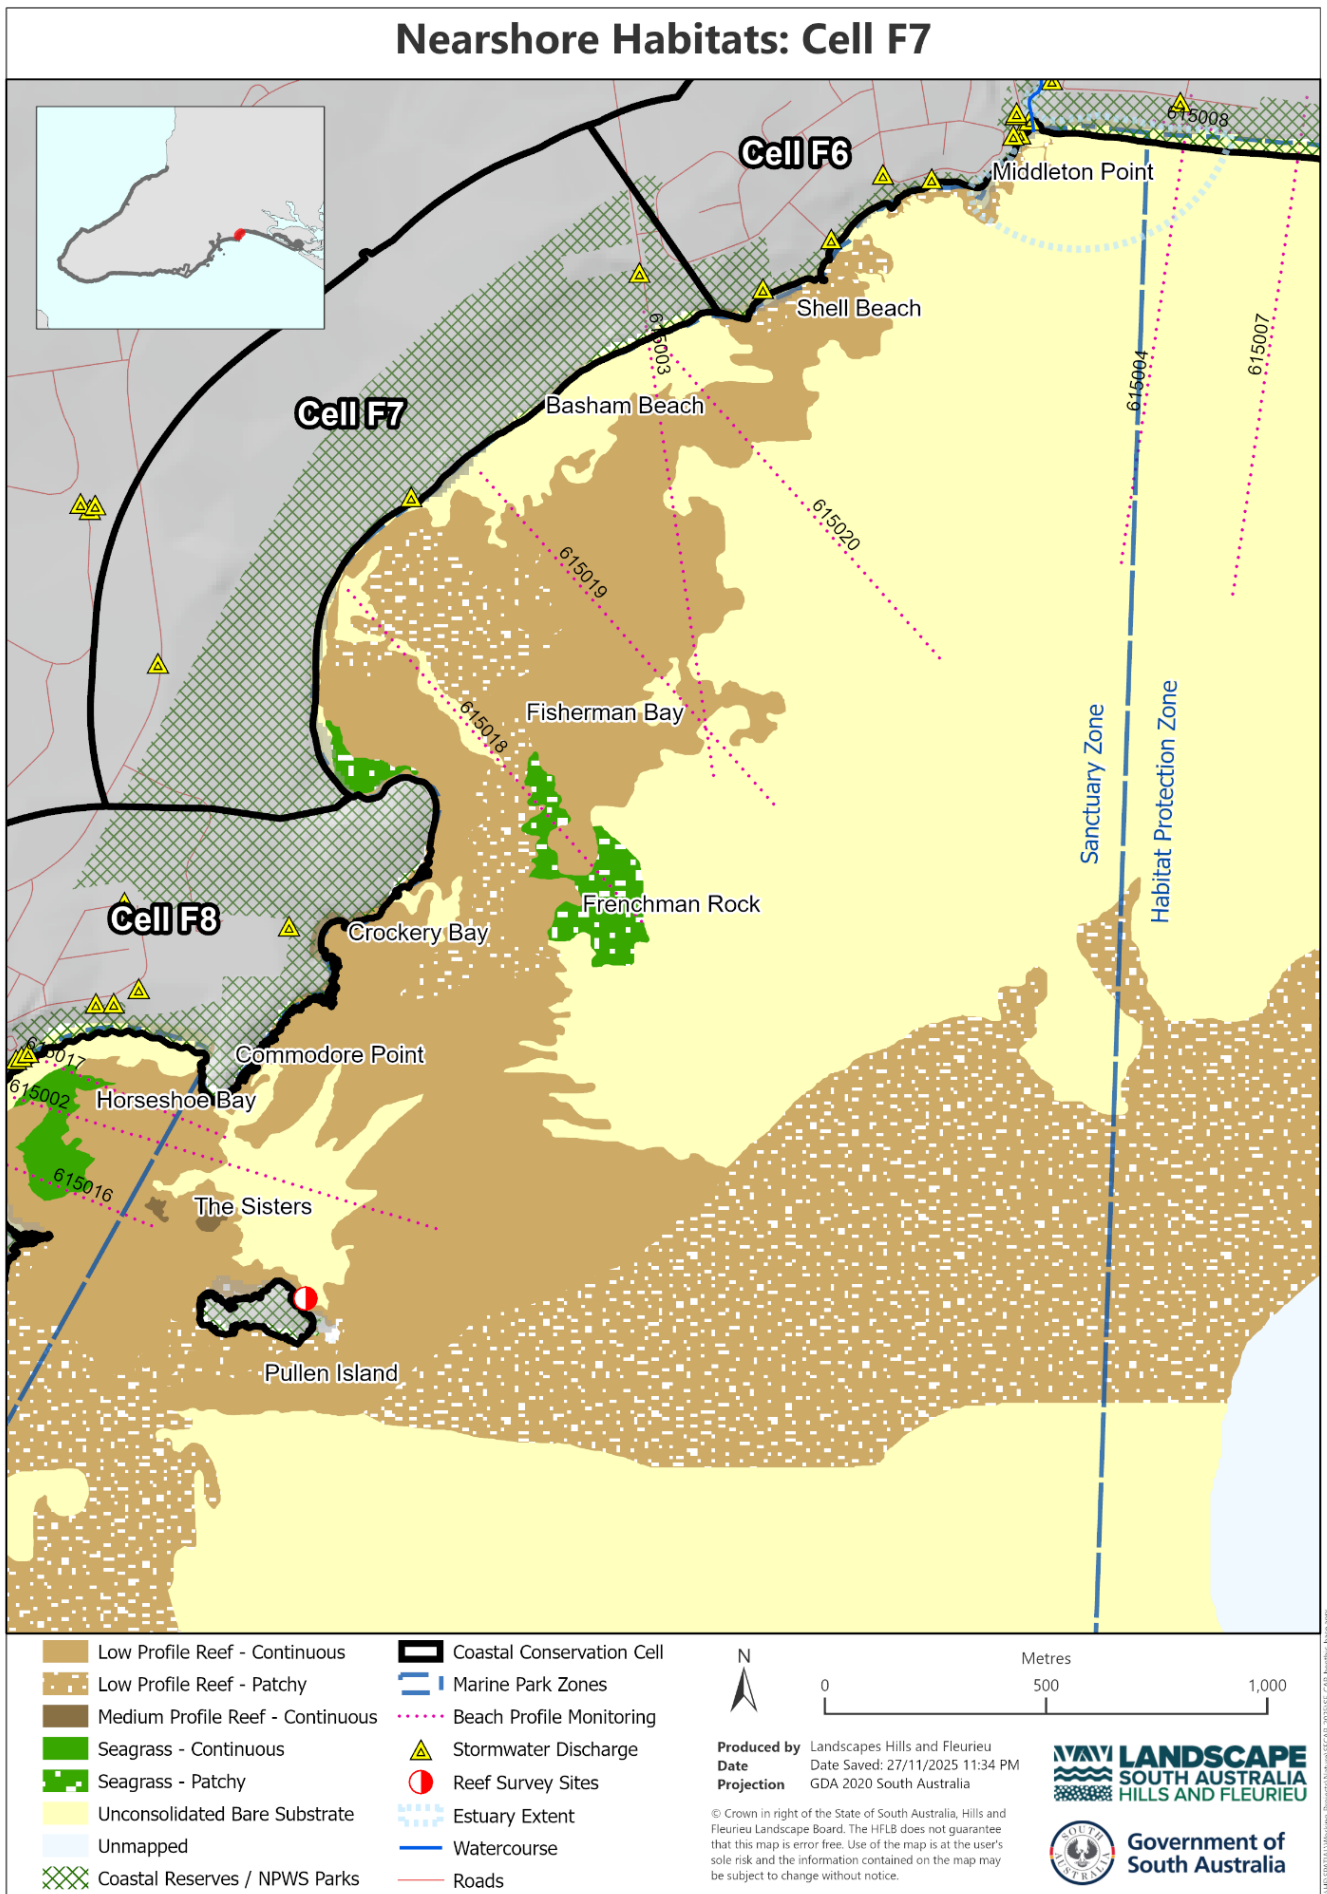 Nearshore Habitats: Cell F7
615008
Cell F6
Middleton Point
Shell Beach
615003
615004
615007
Basham Beach
Cell F7
615020
615019
Fisherman Bay
615018
Sanctuary Zone
Habitat Protection Zone
Frenchman Rock
Cell F8
Crockery Bay
Commodore Point
615017
615002
Horseshoe Bay
615016
The Sisters
Pullen Island
Low Profile Reef - Continuous
Low Profile Reef - Patchy
Medium Profile Reef - Continuous
Seagrass - Continuous
Seagrass - Patchy
Unconsolidated Bare Substrate
Unmapped
Coastal Reserves / NPWS Parks
Coastal Conservation Cell
Marine Park Zones
Beach Profile Monitoring
Stormwater Discharge
Reef Survey Sites
Estuary Extent
Watercourse
Roads
N
Metres
0 500 1,000
Produced by Landscapes Hills and Fleurieu
Date Date Saved: 27/11/2025 11:34 PM
Projection GDA 2020 South Australia
© Crown in right of the State of South Australia, Hills and
Fleurieu Landscape Board. The HFLB does not guarantee
that this map is error free. Use of the map is at the user's
sole risk and the information contained on the map may
be subject to change without notice.
LANDSCAPE
SOUTH AUSTRALIA
HILLS AND FLEURIEU
SOUTH AUSTRALIA
Government of
South Australia